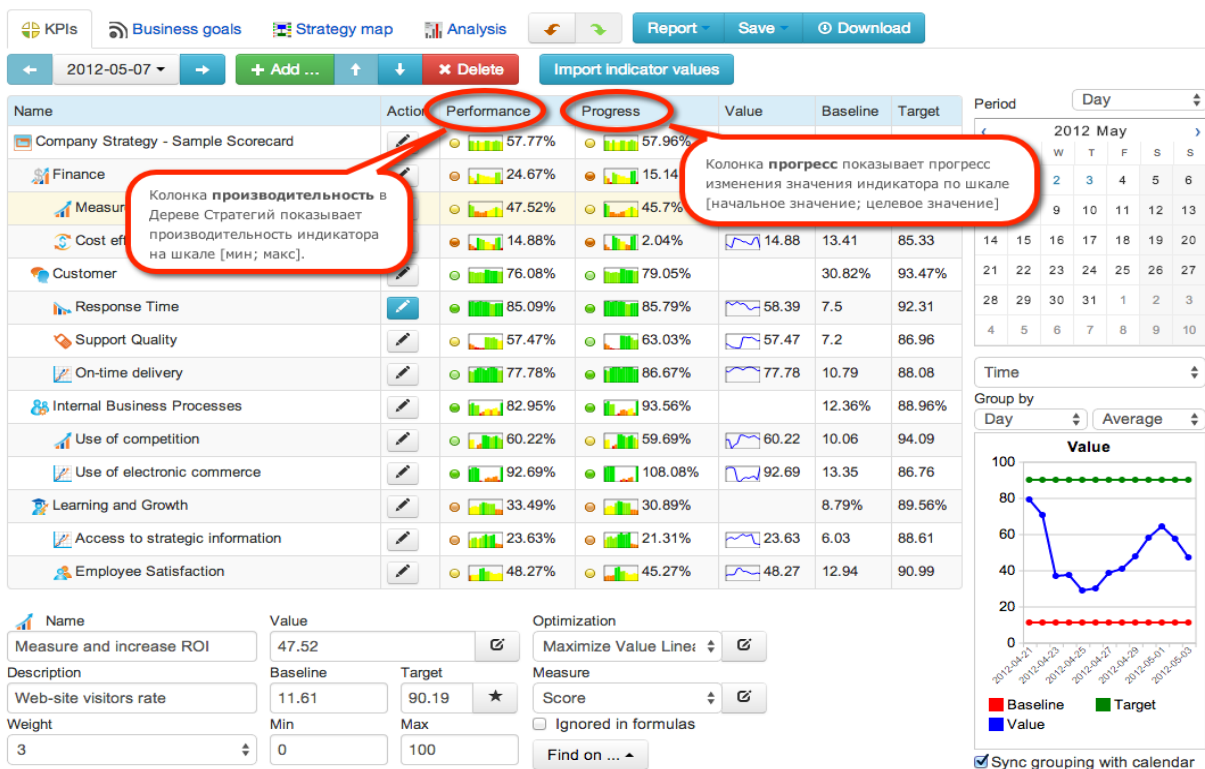 KPIs Business goals Strategy map Analysis Report Save Download
2012-05-07 + Add ... Delete Import indicator values
Name Action Performance Progress Value Baseline Target
Company Strategy - Sample Scorecard 57.77% 57.96%
Finance 24.67% 15.14
Measur 47.52% 45.7%
Cost ef 14.88% 2.04% 14.88 13.41 85.33
Customer 76.08% 79.05% 30.82% 93.47%
Response Time 85.09% 85.79% 58.39 7.5 92.31
Support Quality 57.47% 63.03% 57.47 7.2 86.96
On-time delivery 77.78% 86.67% 77.78 10.79 88.08
Internal Business Processes 82.95% 93.56% 12.36% 88.96%
Use of competition 60.22% 59.69% 60.22 10.06 94.09
Use of electronic commerce 92.69% 108.08% 92.69 13.35 86.76
Learning and Growth 33.49% 30.89% 8.79% 89.56%
Access to strategic information 23.63% 21.31% 23.63 6.03 88.61
Employee Satisfaction 48.27% 45.27% 48.27 12.94 90.99
Колонка производительность в
Дереве Стратегий показывает
производительность индикатора
на шкале [мин; макс].
Колонка прогресс показывает прогресс
изменения значения индикатора по шкале
[начальное значение; целевое значение]
Period Day
2012 May
W T F S S
2 3 4 5 6
9 10 11 12 13
14 15 16 17 18 19 20
21 22 23 24 25 26 27
28 29 30 31 1 2 3
4 5 6 7 8 9 10
Time
Group by
Day Average
Value
100
80
60
40
20
0
2012-04-21 2012-04-23 2012-04-25 2012-04-27 2012-04-29 2012-05-01 2012-05-03
Baseline Target
Value
Sync grouping with calendar
Name Value Optimization
Measure and increase ROI 47.52 Maximize Value Linea
Description Baseline Target Measure
Web-site visitors rate 11.61 90.19 Score
Weight Min Max Ignored in formulas
3 0 100 Find on ...